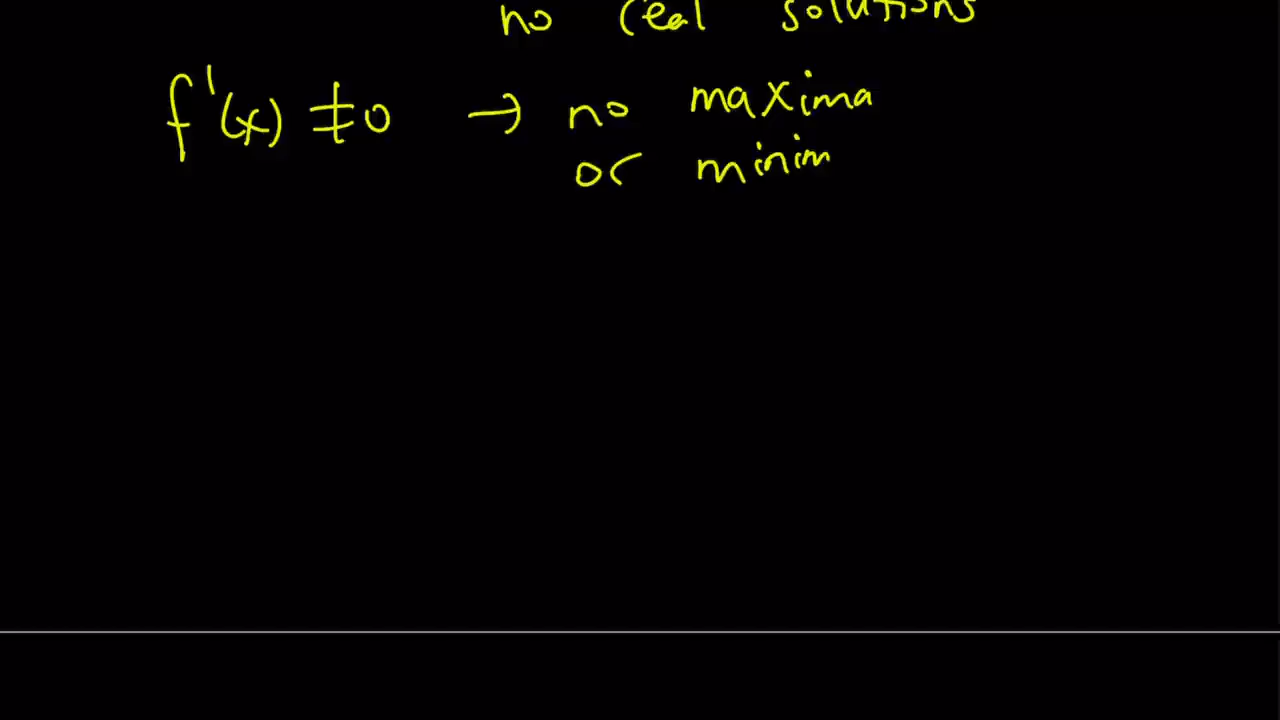 no real solutions
f'(x) ≠ 0 → no maxima
or minim